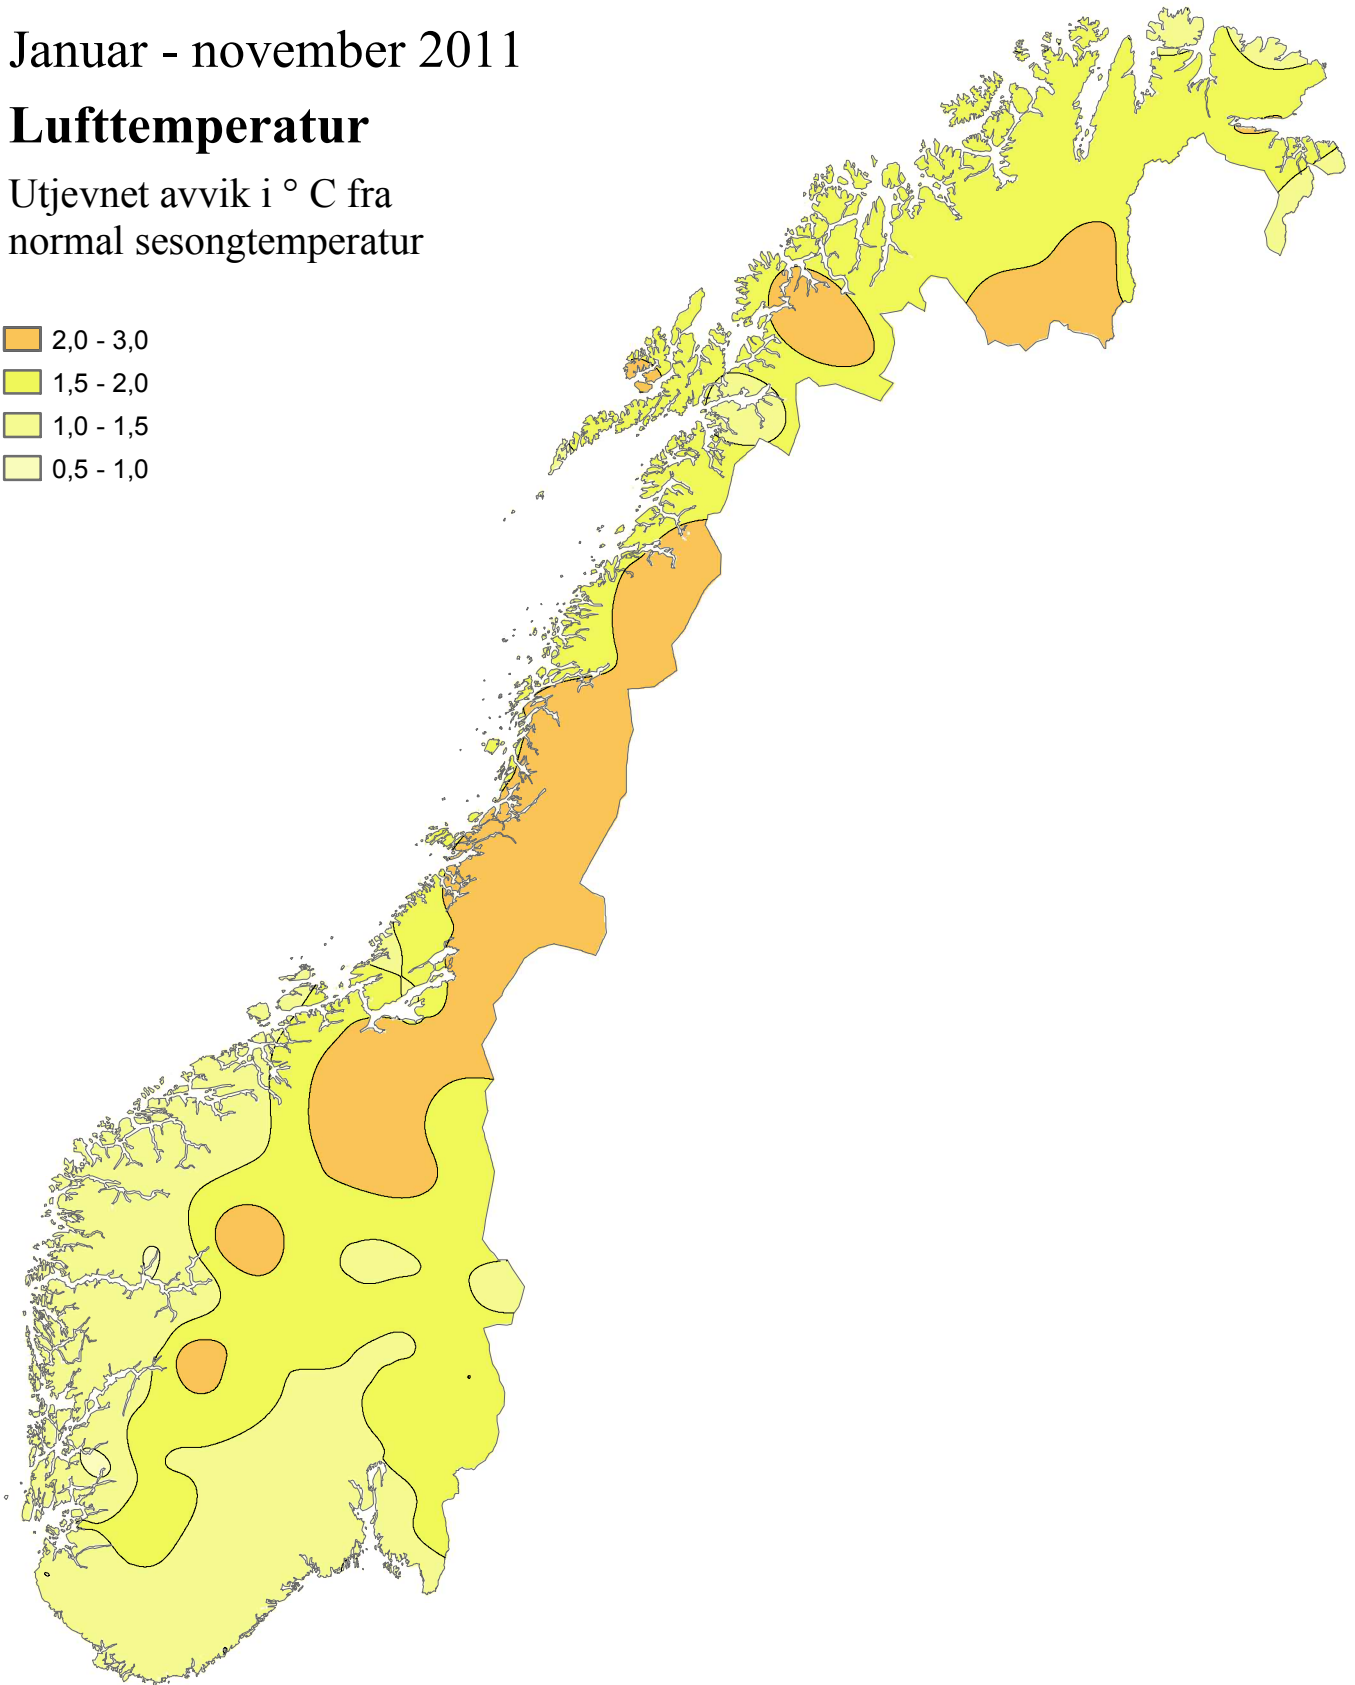 Januar - november 2011
Lufttemperatur
Utjevnet avvik i ° C fra
normal sesongtemperatur
2,0 - 3,0
1,5 - 2,0
1,0 - 1,5
0,5 - 1,0